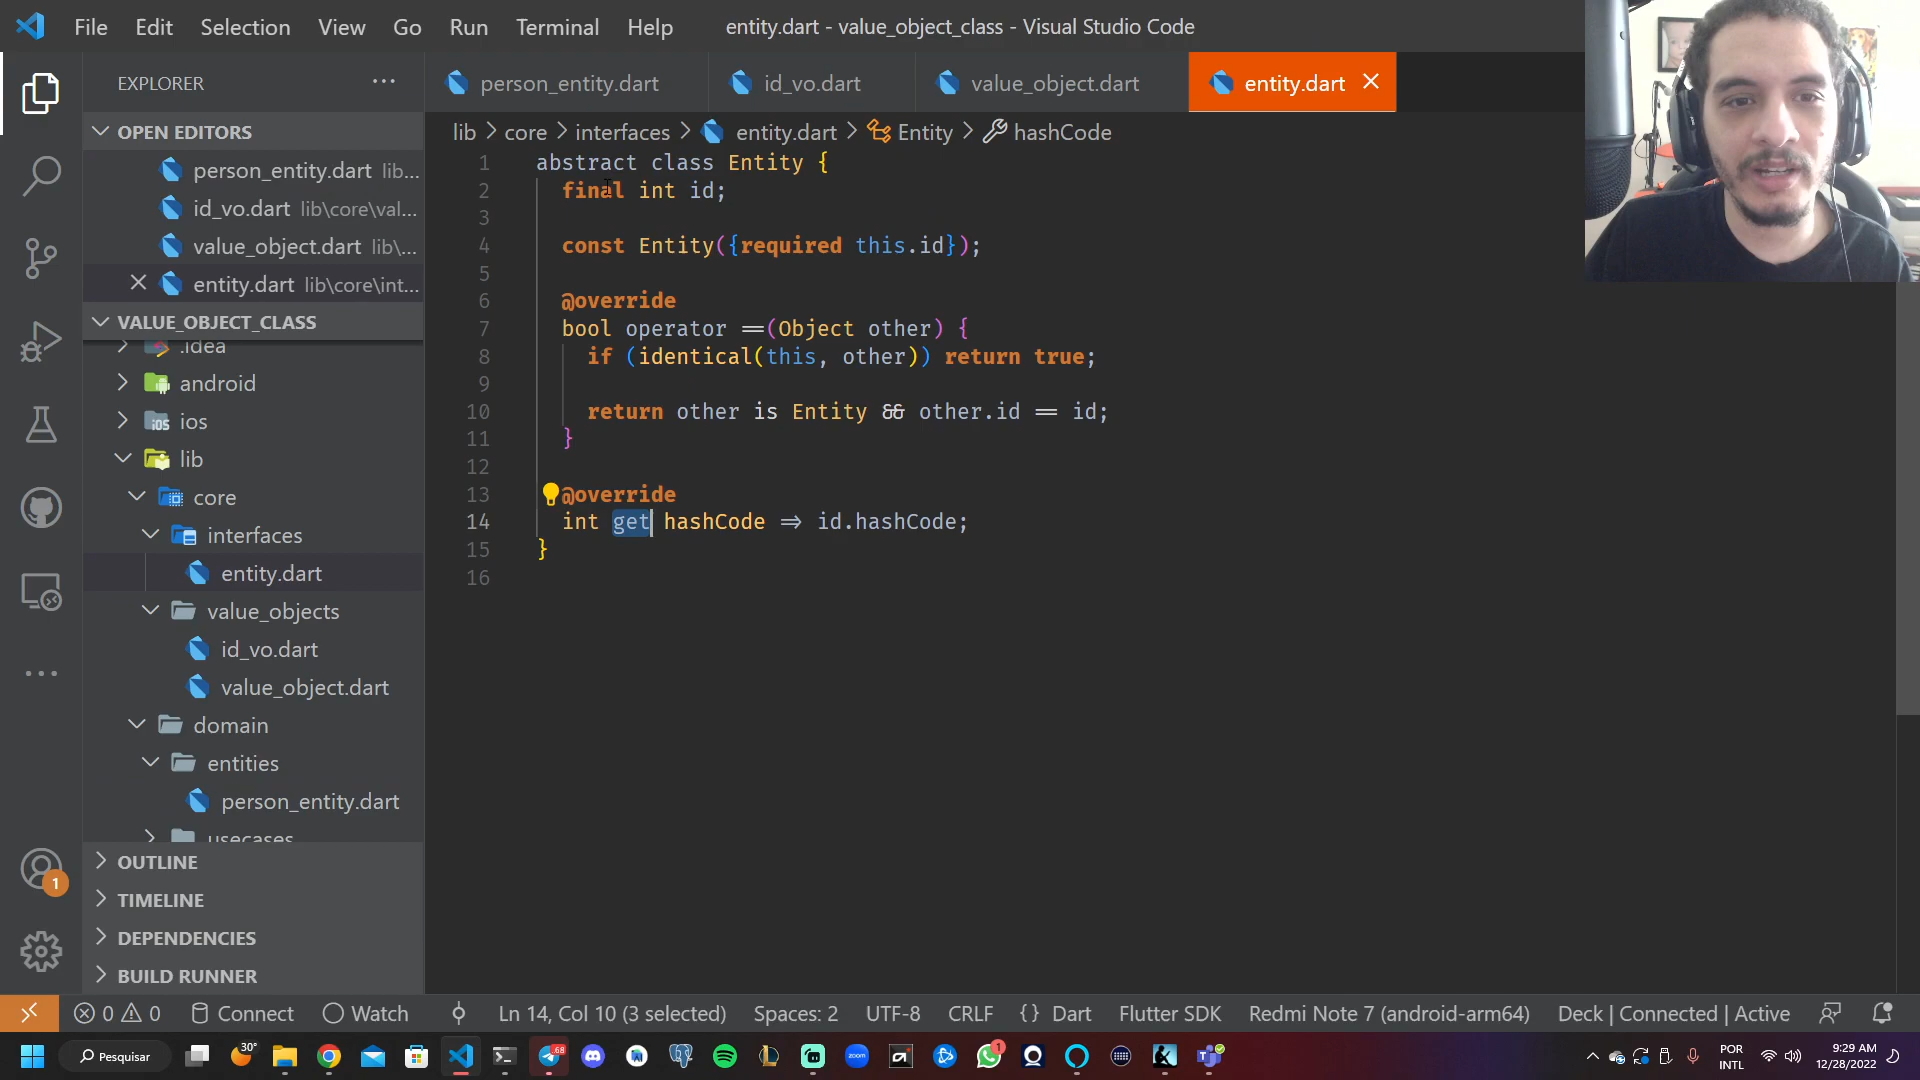 File Edit Selection View Go Run Terminal Help
entity.dart - value_object_class - Visual Studio Code
EXPLORER
OPEN EDITORS
person_entity.dart lib...
id_vo.dart lib\core\val...
value_object.dart lib\...
entity.dart lib\core\int...
VALUE_OBJECT_CLASS
.idea
android
ios
lib
core
interfaces
entity.dart
value_objects
id_vo.dart
value_object.dart
domain
entities
person_entity.dart
usecases
OUTLINE
TIMELINE
DEPENDENCIES
BUILD RUNNER
1
person_entity.dart
id_vo.dart
value_object.dart
entity.dart
lib > core > interfaces > entity.dart > Entity > hashCode
1 abstract class Entity {
2 final int id;
3
4 const Entity({required this.id});
5
6 @override
7 bool operator ==(Object other) {
8 if (identical(this, other)) return true;
9
10 return other is Entity && other.id == id;
11 }
12
13 @override
14 int get hashCode => id.hashCode;
15 }
16
0 0 Connect Watch Ln 14, Col 10 (3 selected) Spaces: 2 UTF-8 CRLF {} Dart Flutter SDK Redmi Note 7 (android-arm64) Deck | Connected | Active
Pesquisar
30°
68
zoom
1
POR
INTL
9:29 AM
12/28/2022